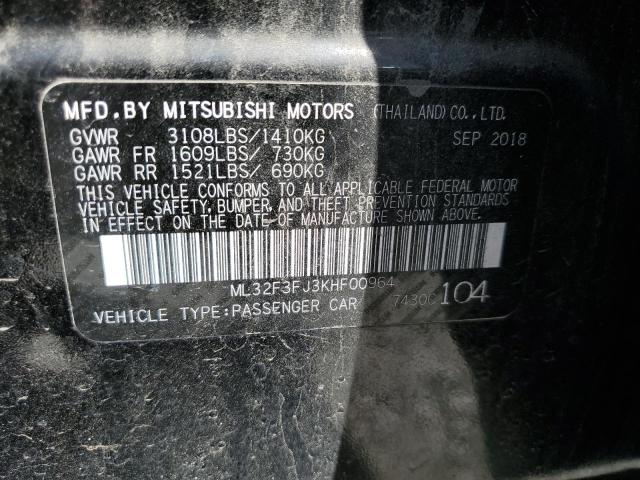 MFD.BY MITSUBISHI MOTORS (THAILAND)CO.,LTD.
GVWR 3108LBS/1410KG SEP 2018
GAWR FR 1609LBS/ 730KG
GAWR RR 1521LBS/ 690KG
THIS VEHICLE CONFORMS TO ALL APPLICABLE FEDERAL MOTOR
VEHICLE SAFETY, BUMPER, AND THEFT PREVENTION STANDARDS
IN EFFECT ON THE DATE OF MANUFACTURE SHOWN ABOVE.
ML32F3FJ3KHF00964
VEHICLE TYPE:PASSENGER CAR 7430C 104